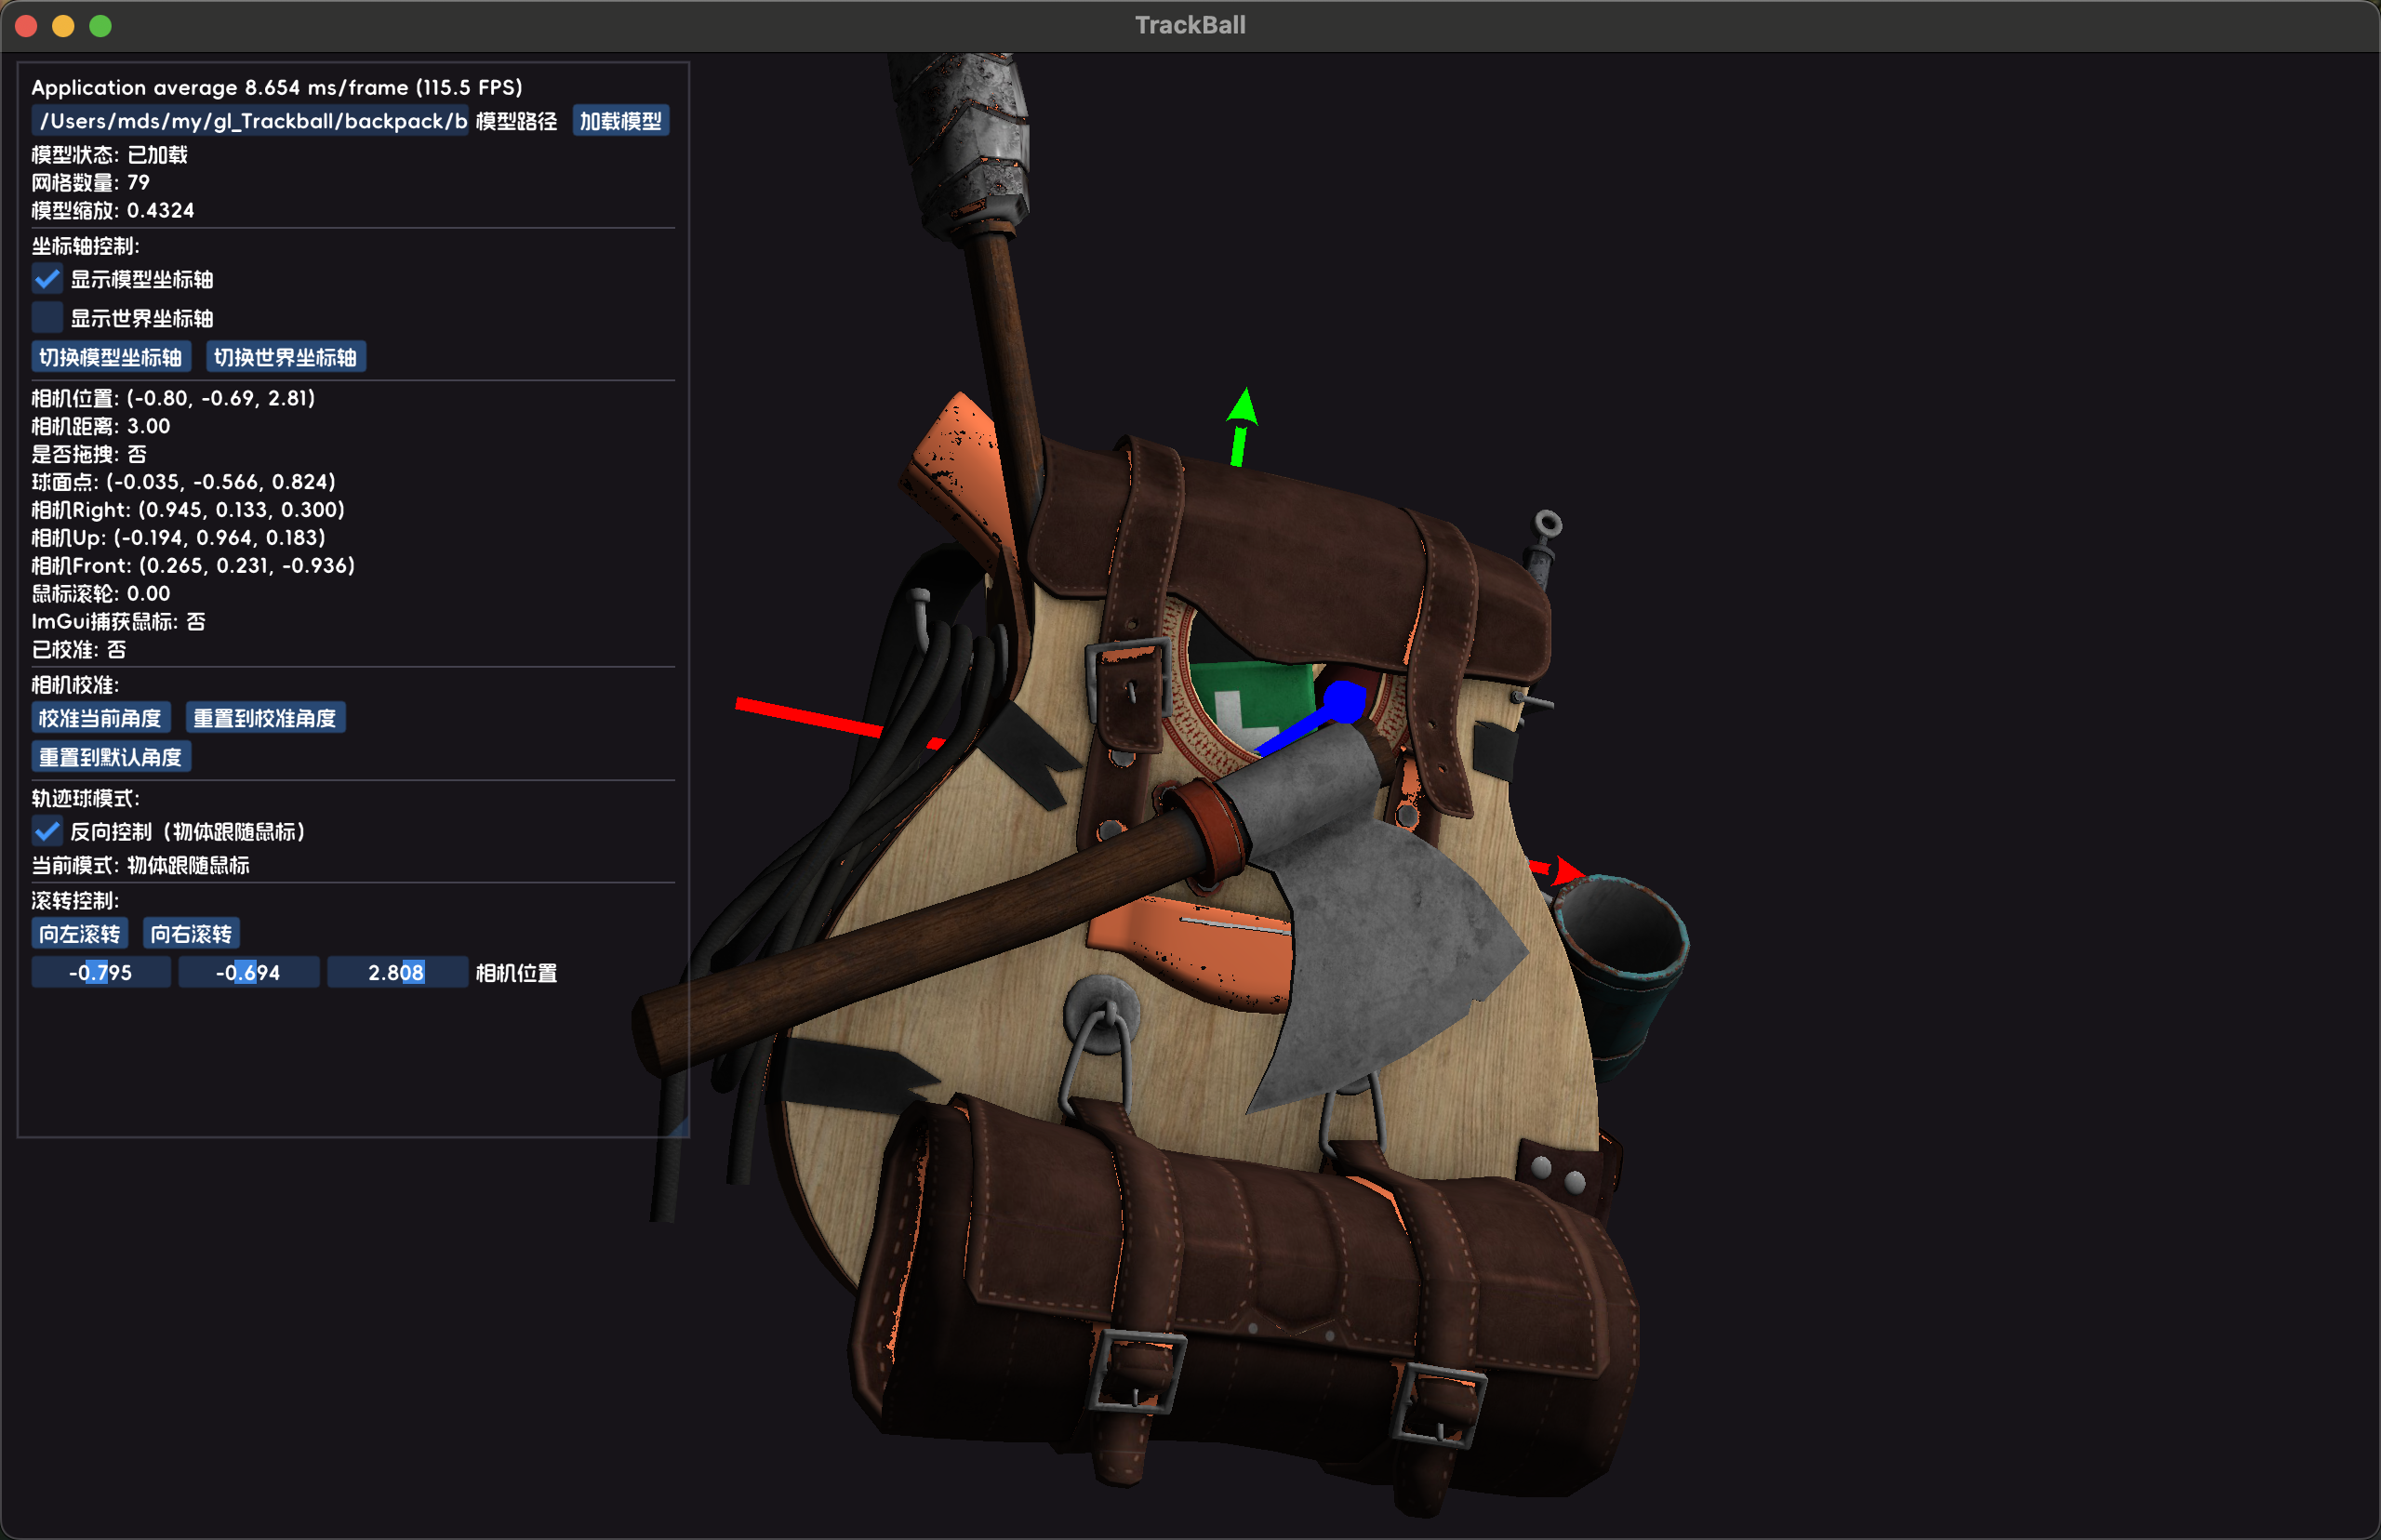 TrackBall
Application average 8.654 ms/frame (115.5 FPS)
/Users/mds/my/gl_Trackball/backpack/b 模型路径 加载模型
模型状态: 已加载
网格数量: 79
模型缩放: 0.4324
坐标轴控制:
显示模型坐标轴
显示世界坐标轴
切换模型坐标轴 切换世界坐标轴
相机位置: (-0.80, -0.69, 2.81)
相机距离: 3.00
是否拖拽: 否
球面点: (-0.035, -0.566, 0.824)
相机Right: (0.945, 0.133, 0.300)
相机Up: (-0.194, 0.964, 0.183)
相机Front: (0.265, 0.231, -0.936)
鼠标滚轮: 0.00
ImGui捕获鼠标: 否
已校准: 否
相机校准:
校准当前角度 重置到校准角度
重置到默认角度
轨迹球模式:
反向控制（物体跟随鼠标）
当前模式: 物体跟随鼠标
滚转控制:
向左滚转 向右滚转
-0.795 -0.694 2.808 相机位置